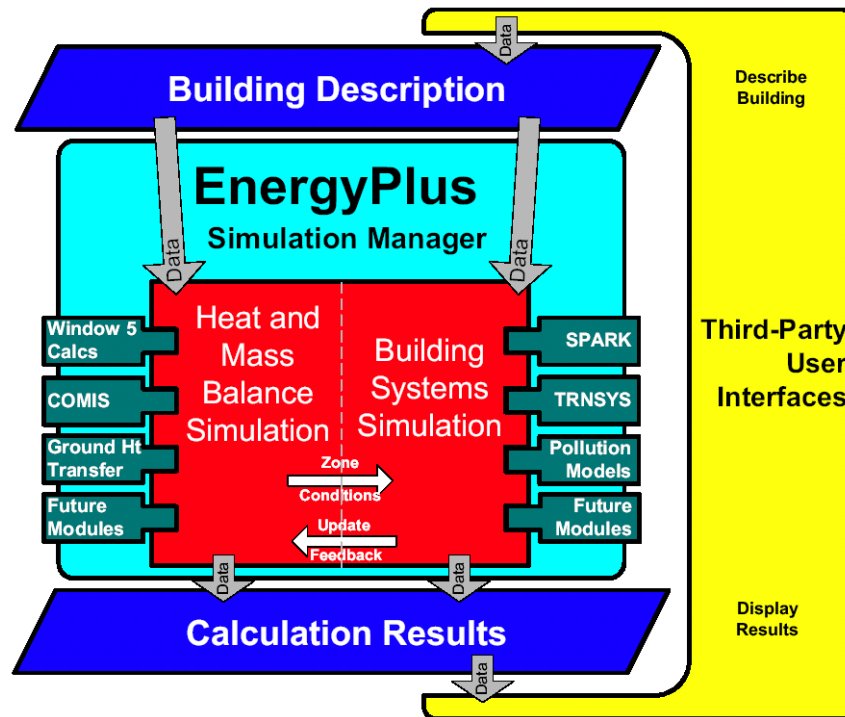 Data
Building Description
Describe
Building
EnergyPlus
Simulation Manager
Data
Data
Window 5
Calcs
COMIS
Ground Ht
Transfer
Future
Modules
Heat and
Mass
Balance
Simulation
Building
Systems
Simulation
Zone
Conditions
Update
Feedback
SPARK
TRNSYS
Pollution
Models
Future
Modules
Third-Party
User
Interfaces
Data
Data
Calculation Results
Display
Results
Data